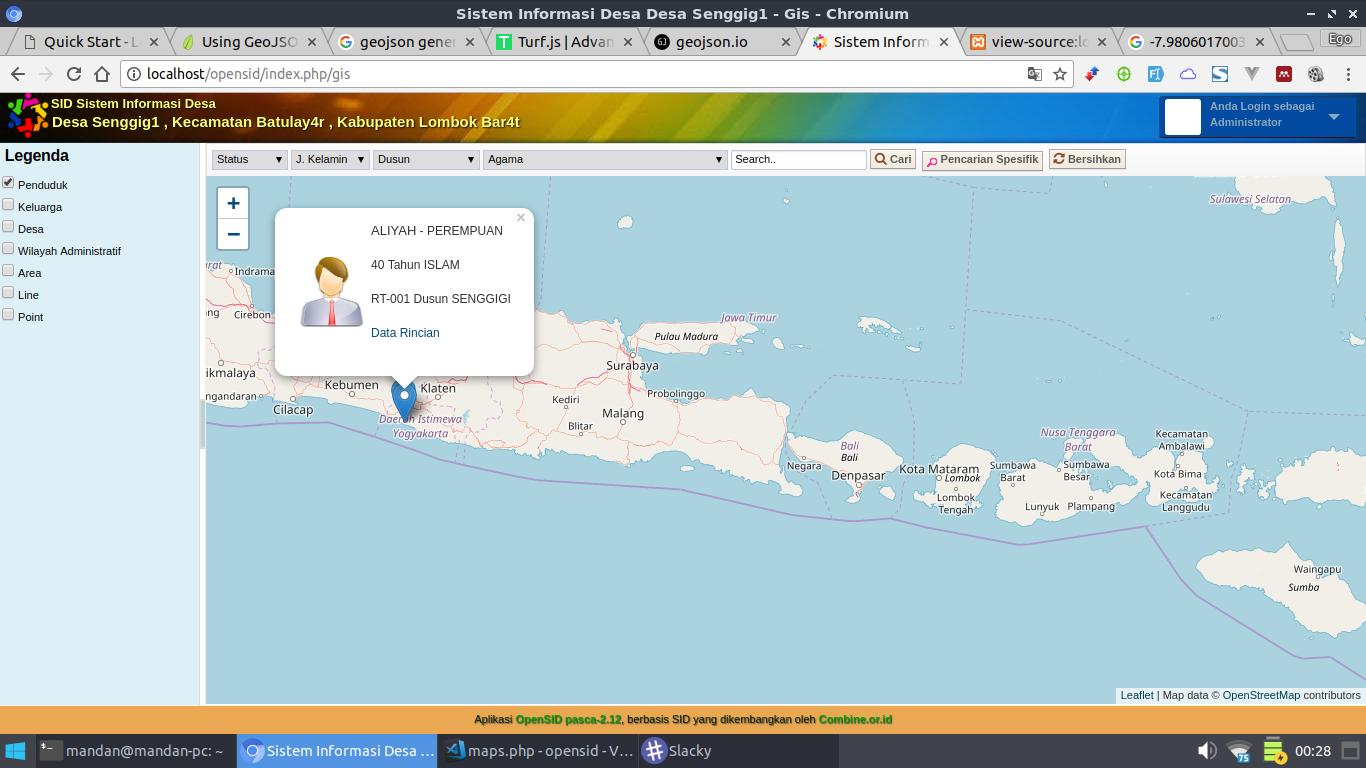 Sistem Informasi Desa Desa Senggig1 - Gis - Chromium
Quick Start - L
Using GeoJSO
geojson gene
Turf.js | Advan
geojson.io
Sistem Inform
view-source:lo
-7.9806017003
Ego
localhost/opensid/index.php/gis
SID Sistem Informasi Desa
Desa Senggig1 , Kecamatan Batulay4r , Kabupaten Lombok Bar4t
Anda Login sebagai
Administrator
Legenda
Penduduk
Keluarga
Desa
Wilayah Administratif
Area
Line
Point
Status
J. Kelamin
Dusun
Agama
Search..
Cari
Pencarian Spesifik
Bersihkan
+
−
×
ALIYAH - PEREMPUAN
40 Tahun ISLAM
RT-001 Dusun SENGGIGI
Data Rincian
Sulawesi Selatan
Indrama
Cirebon
ikmalaya
ngandaran
Cilacap
Kebumen
Klaten
Daerah Istimewa
Yogyakarta
Jawa Timur
Pulau Madura
Surabaya
Probolinggo
Kediri
Malang
Blitar
Bali
Bali
Negara
Denpasar
Kota Mataram
Lombok
Lombok
Tengah
Nusa Tenggara
Barat
Sumbawa
Barat
Sumbawa
Besar
Lunyuk
Plampang
Kecamatan
Ambalawi
Kota Bima
Kecamatan
Langgudu
Waingapu
Sumba
Leaflet | Map data © OpenStreetMap contributors
Aplikasi OpenSID pasca-2.12, berbasis SID yang dikembangkan oleh Combine.or.id
mandan@mandan-pc: ~
Sistem Informasi Desa ...
maps.php - opensid - V...
Slacky
75
00:28